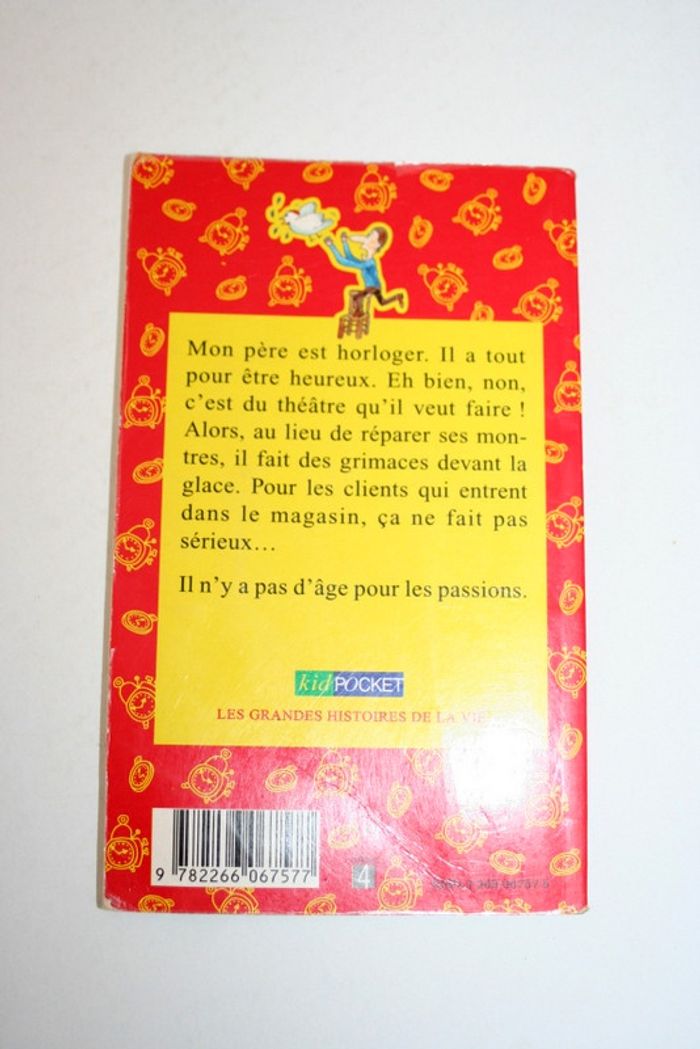 Mon père est horloger. Il a tout
pour être heureux. Eh bien, non,
c'est du théâtre qu'il veut faire !
Alors, au lieu de réparer ses mon-
tres, il fait des grimaces devant la
glace. Pour les clients qui entrent
dans le magasin, ça ne fait pas
sérieux...
Il n'y a pas d'âge pour les passions.
kid POCKET
LES GRANDES HISTOIRES DE LA VIE
9 782266 067577
4